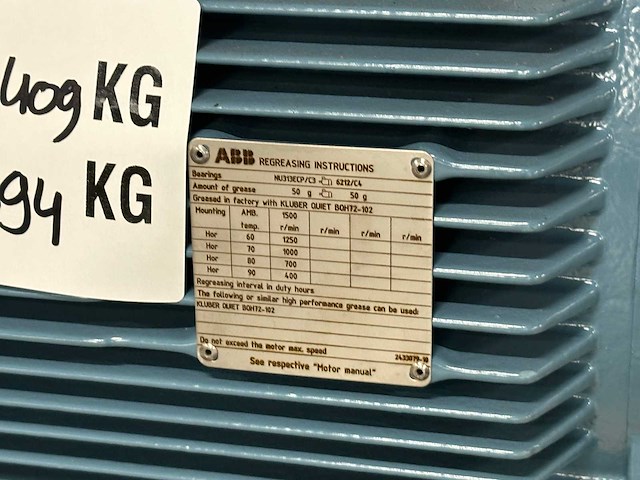 409 KG
94 KG
ABB REGREASING INSTRUCTIONS
Bearings NU313ECP/C3 6212/C4
Amount of grease 50 g 50 g
Greased in factory with KLUBER QUIET BQH72-102
Mounting AMB. temp. 1500 r/min r/min r/min r/min
Hor 60 1250
Hor 70 1000
Hor 80 700
Hor 90 400
Regreasing interval in duty hours
The following or similar high performance grease can be used:
KLUBER QUIET BQH72-102
Do not exceed the motor max. speed
See respective "Motor manual"